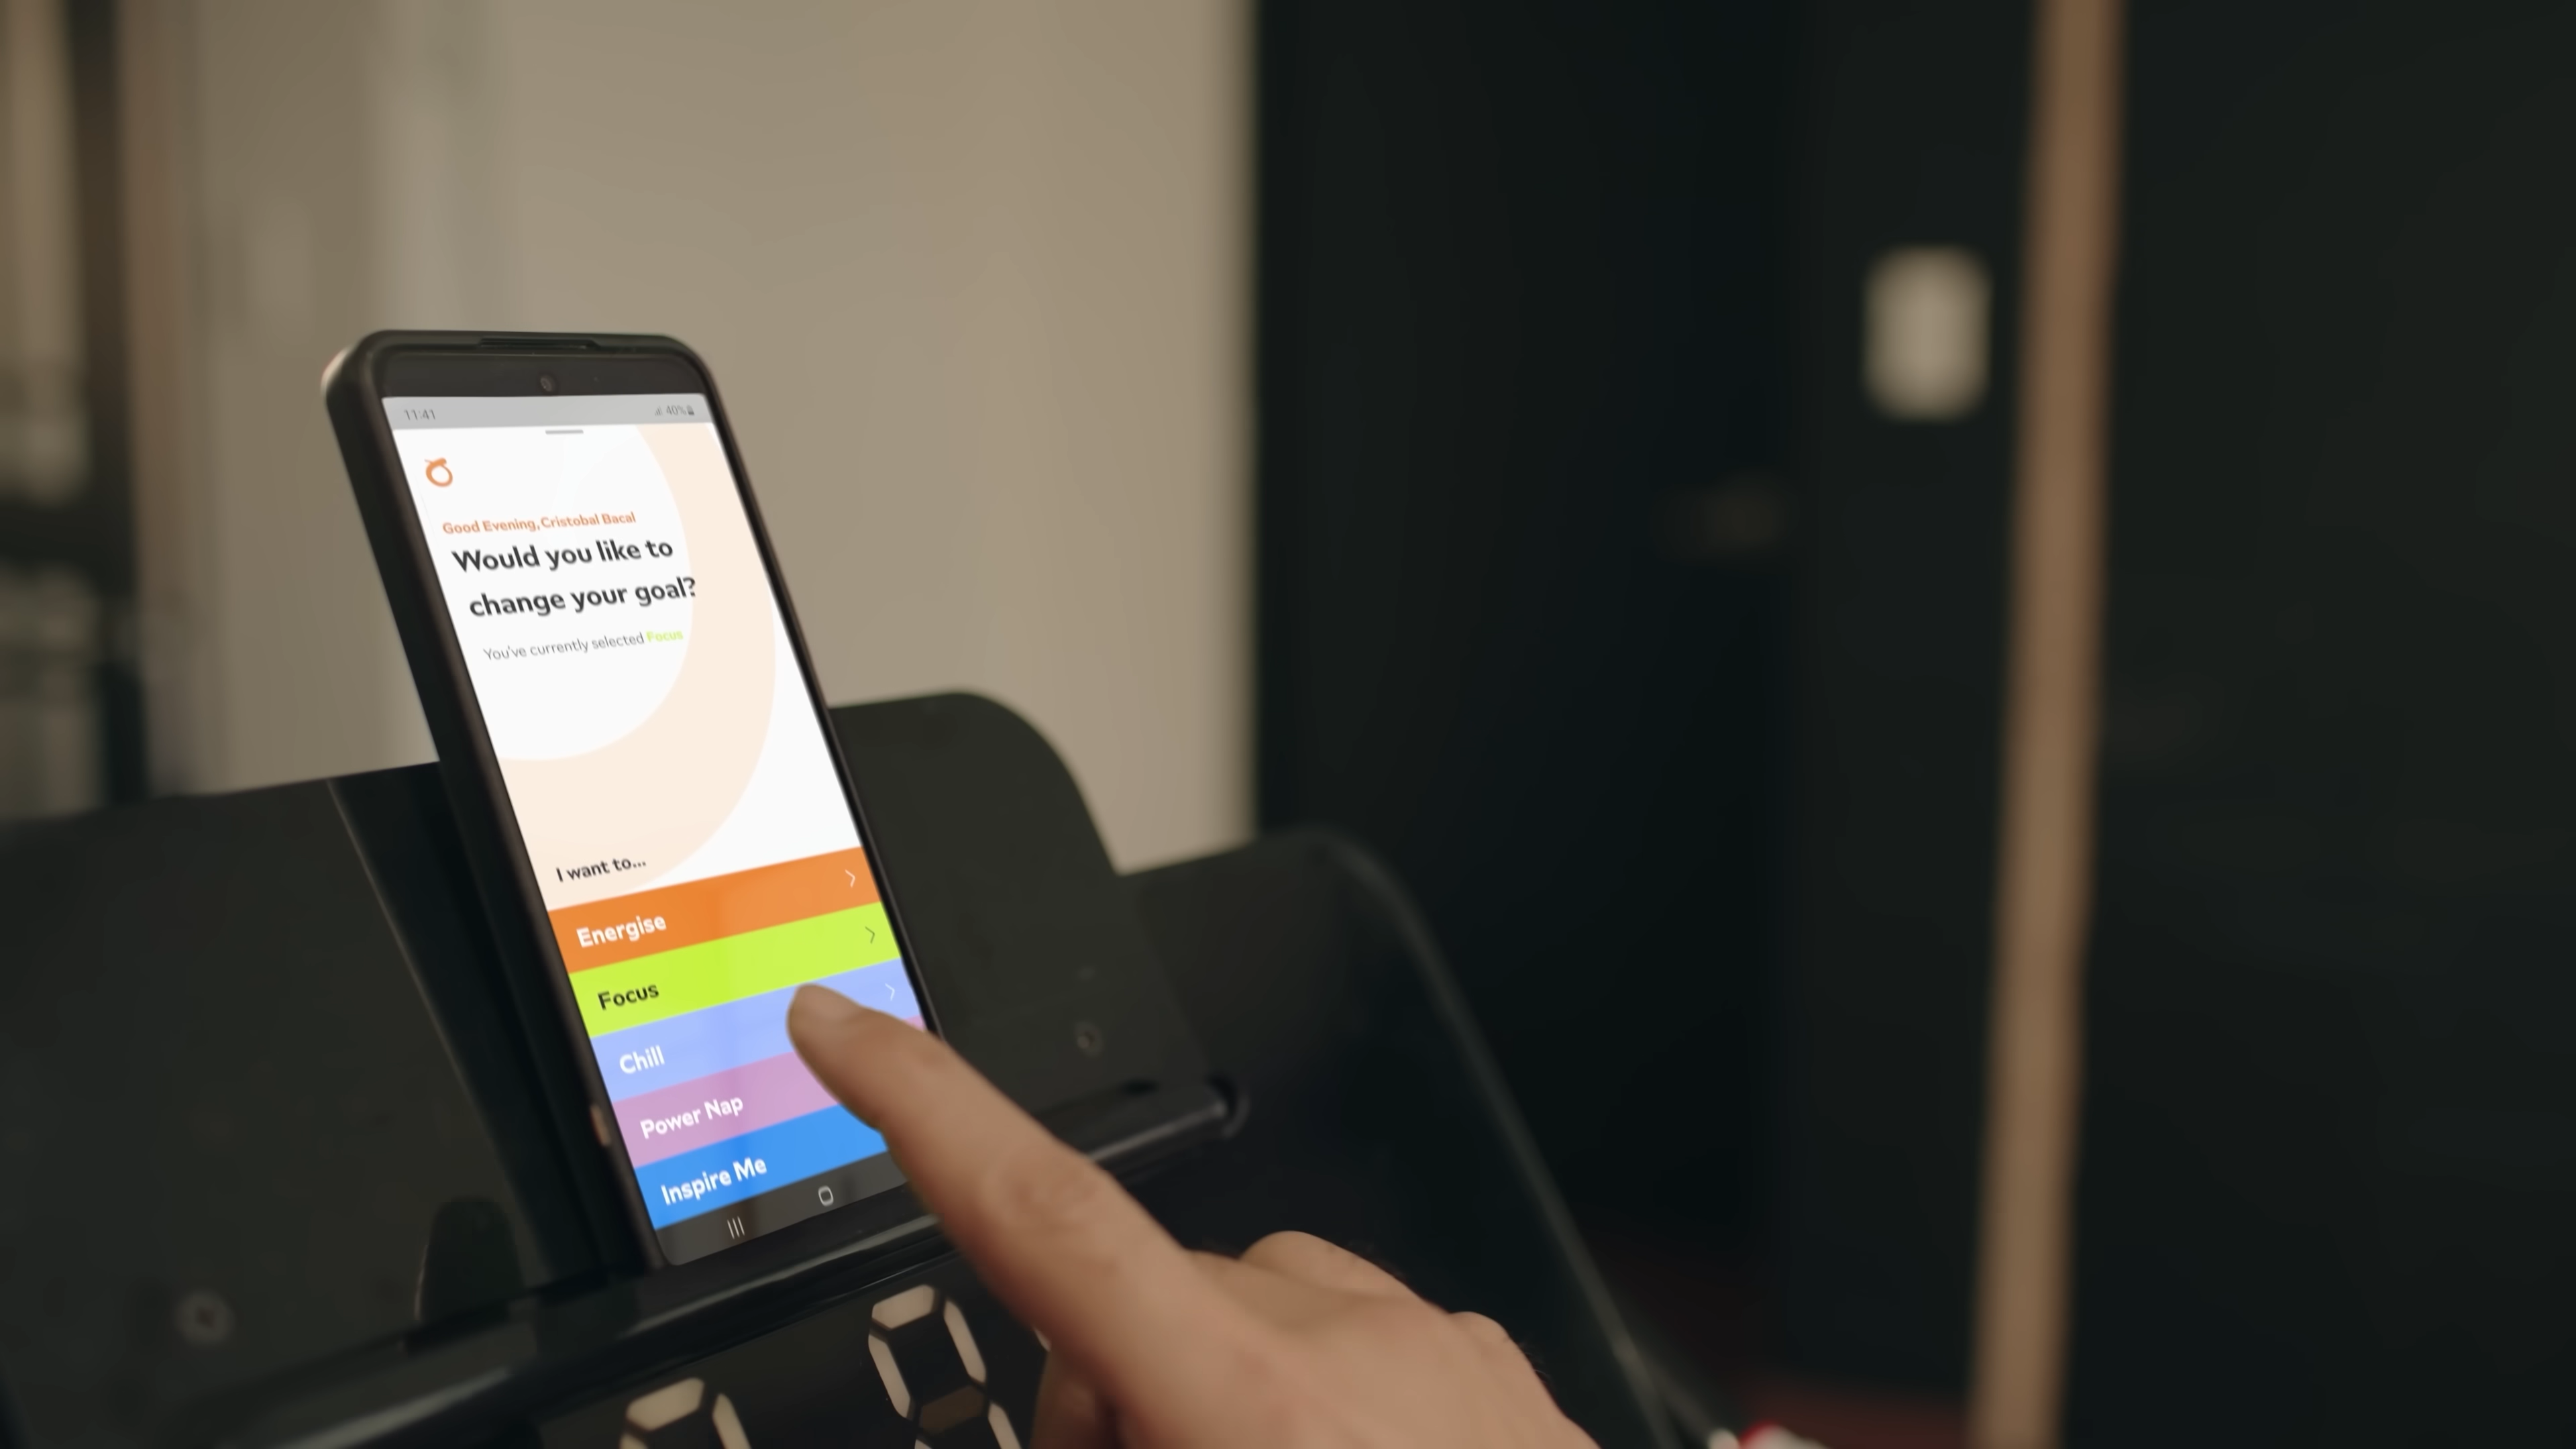 11:41
40%
Good Evening, Cristobal Bacal
Would you like to
change your goal?
You've currently selected Focus
I want to...
Energise
Focus
Chill
Power Nap
Inspire Me